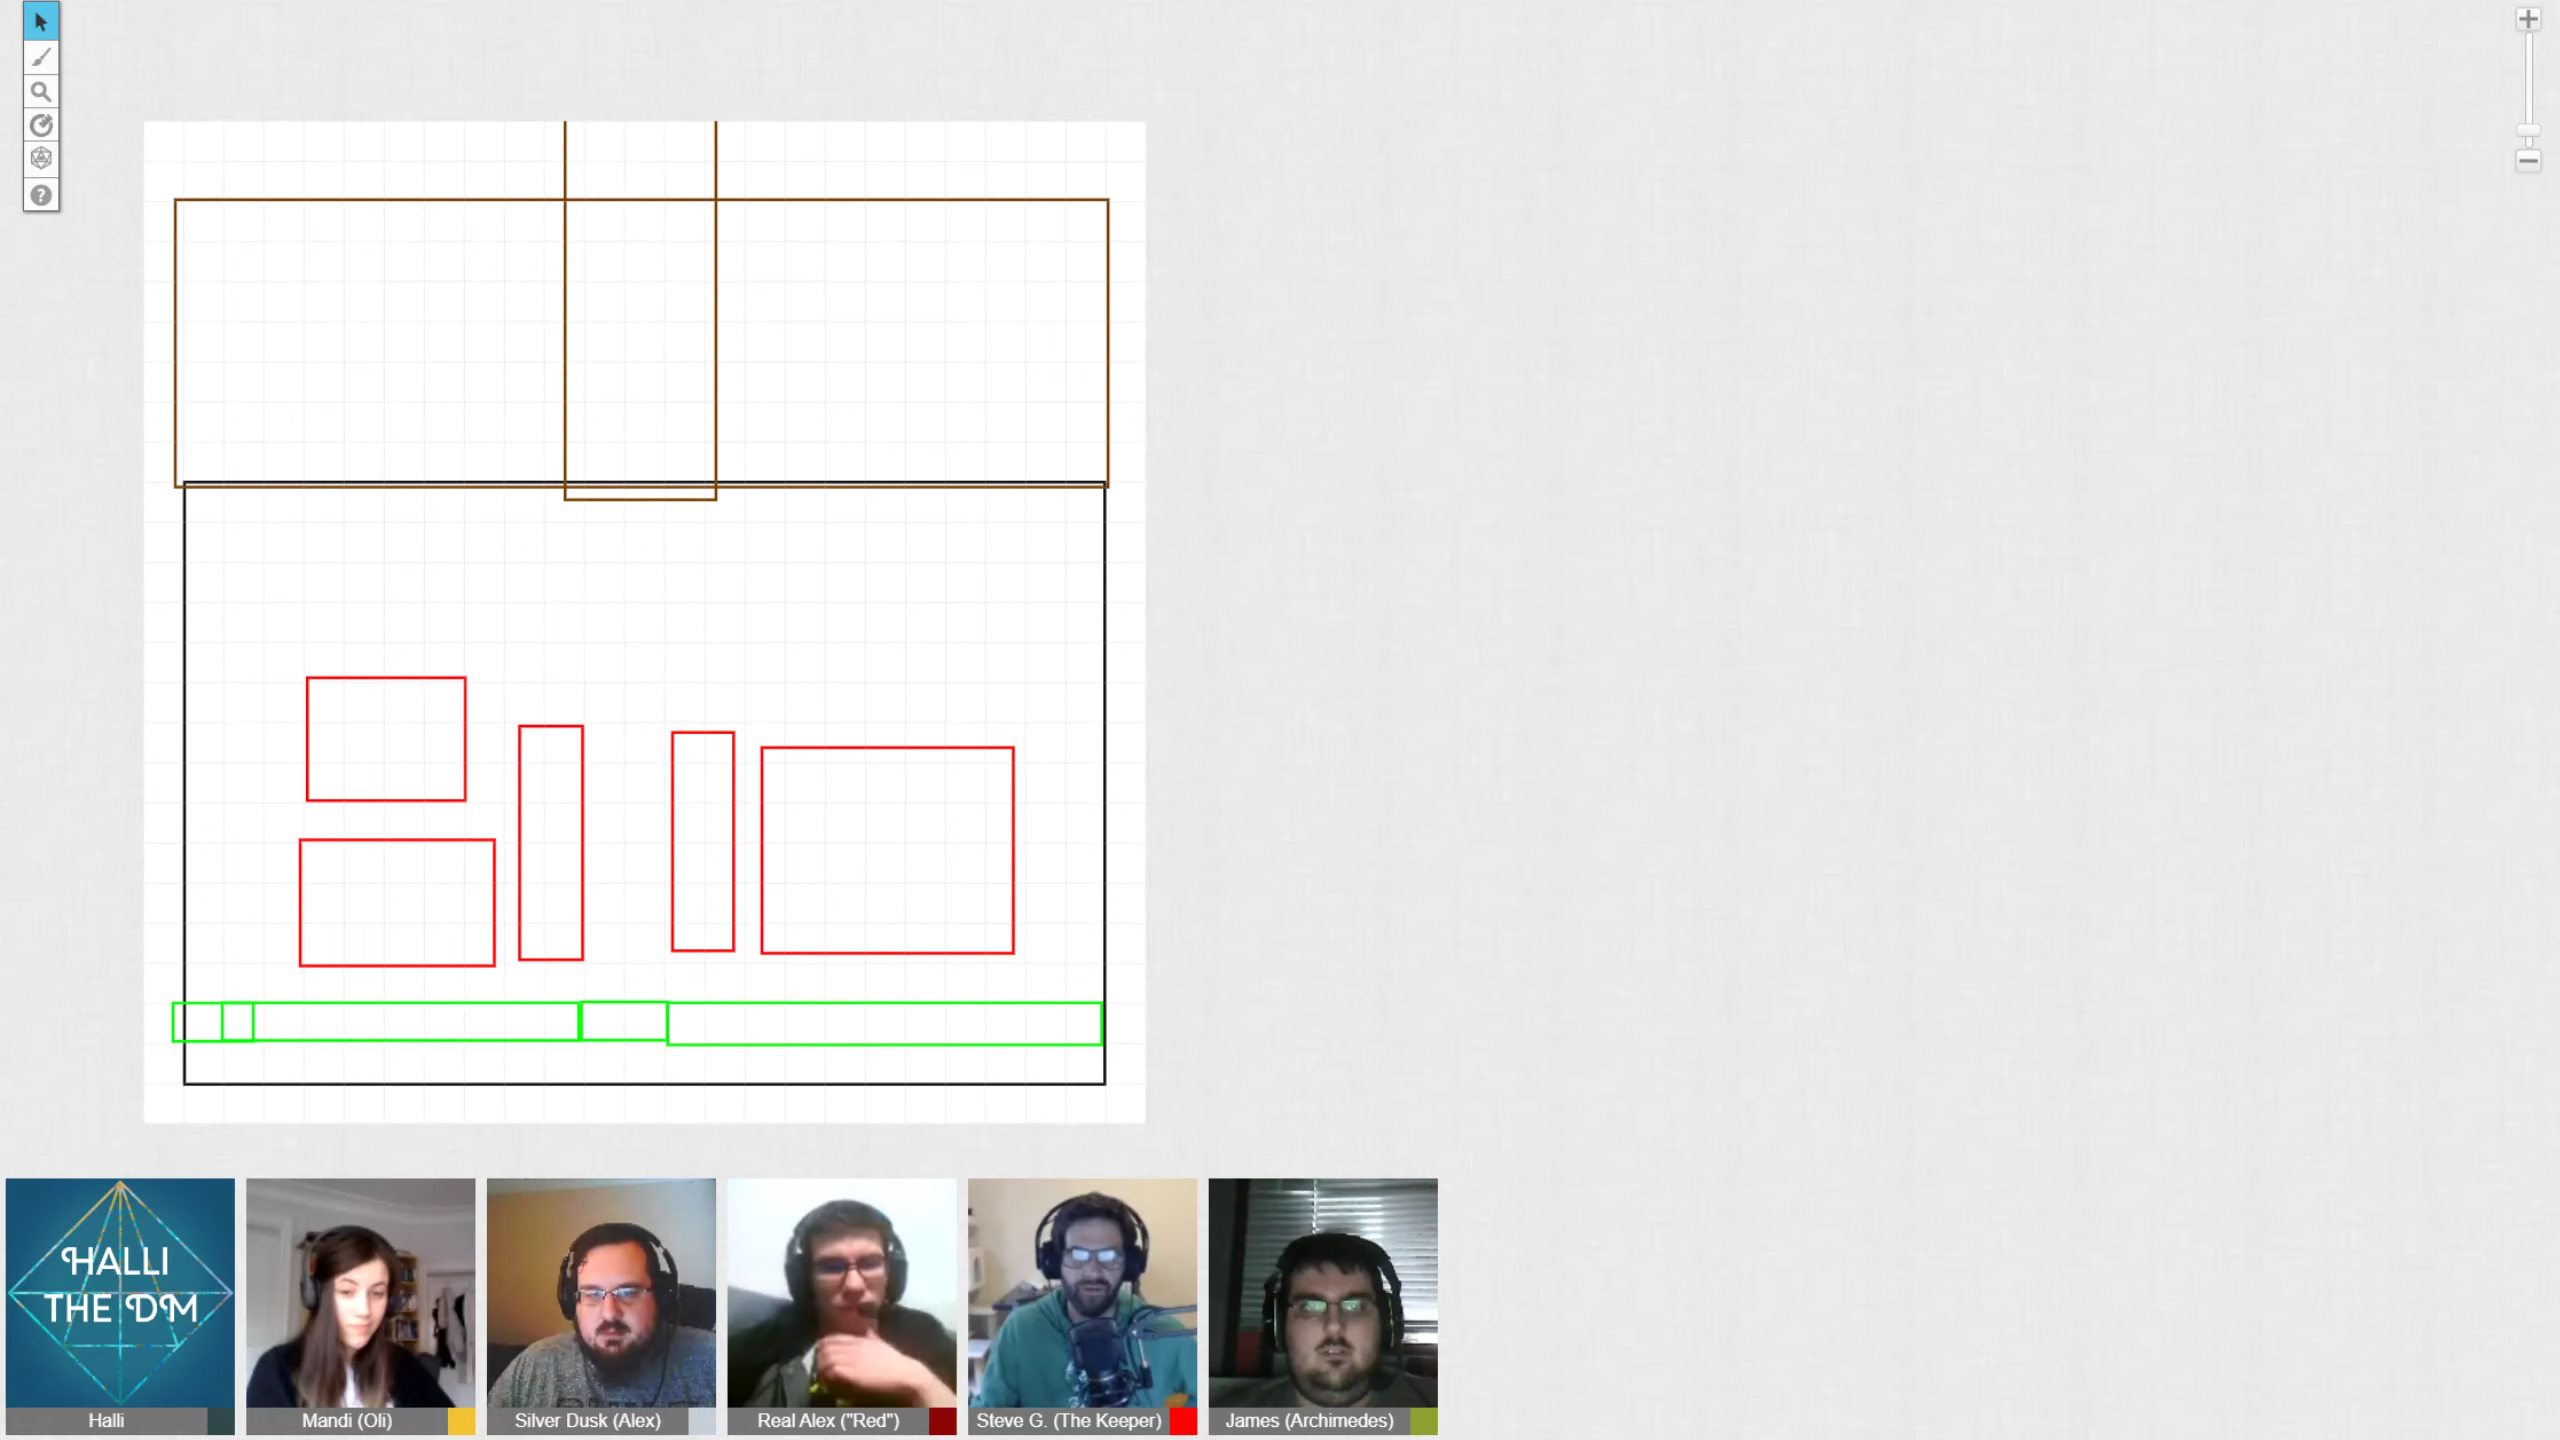 HALLI
THE DM
Halli
Mandi (Oli)
Silver Dusk (Alex)
Real Alex ("Red")
Steve G. (The Keeper)
James (Archimedes)